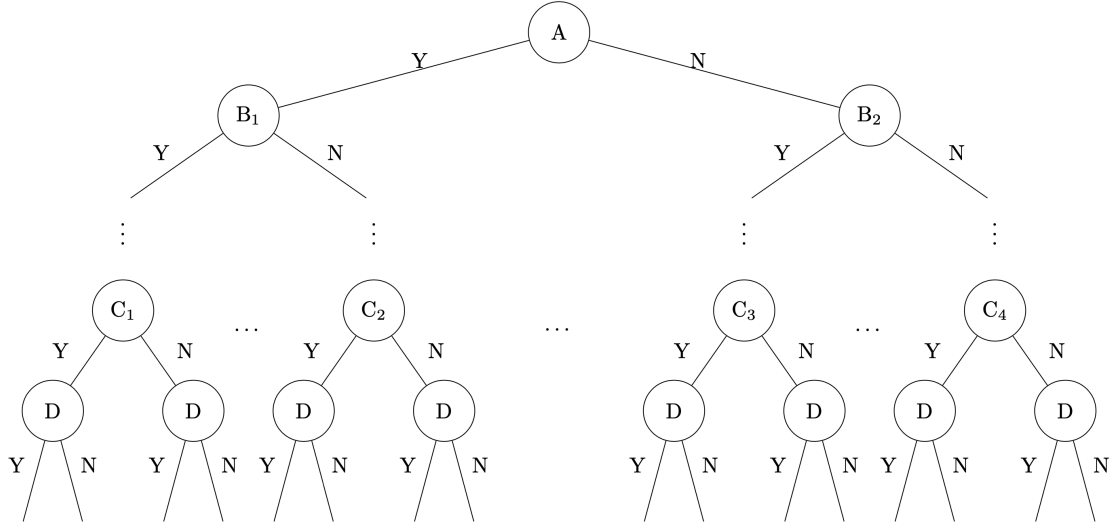 A
Y N
B₁ B₂
Y N Y N
⋮ ⋮ ⋮ ⋮
C₁ … C₂ … C₃ … C₄
Y N Y N Y N Y N
D D D D D D D D
Y N Y N Y N Y N Y N Y N Y N Y N